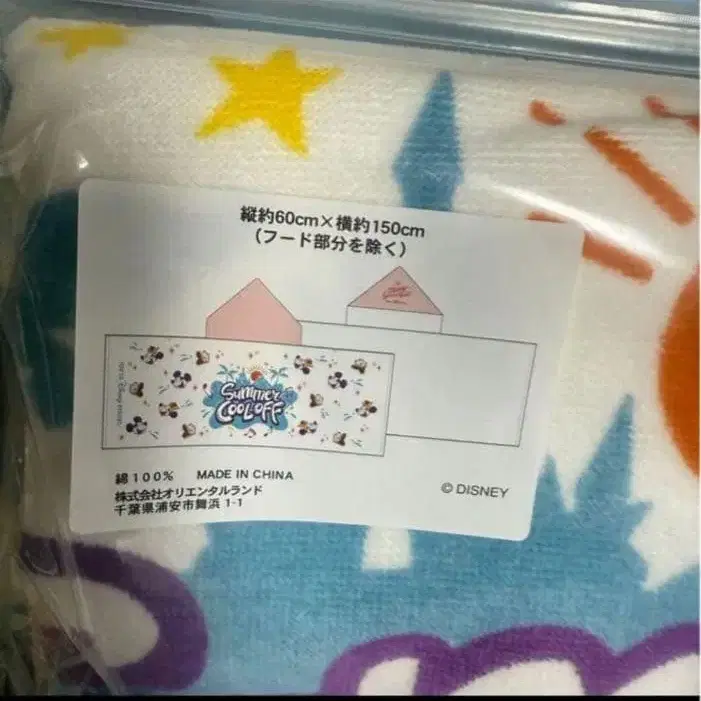 縦約60cm×横約150cm
(フード部分を除く)
Summer
COOL OFF
綿100% MADE IN CHINA
株式会社オリエンタルランド
千葉県浦安市舞浜 1-1
© DISNEY